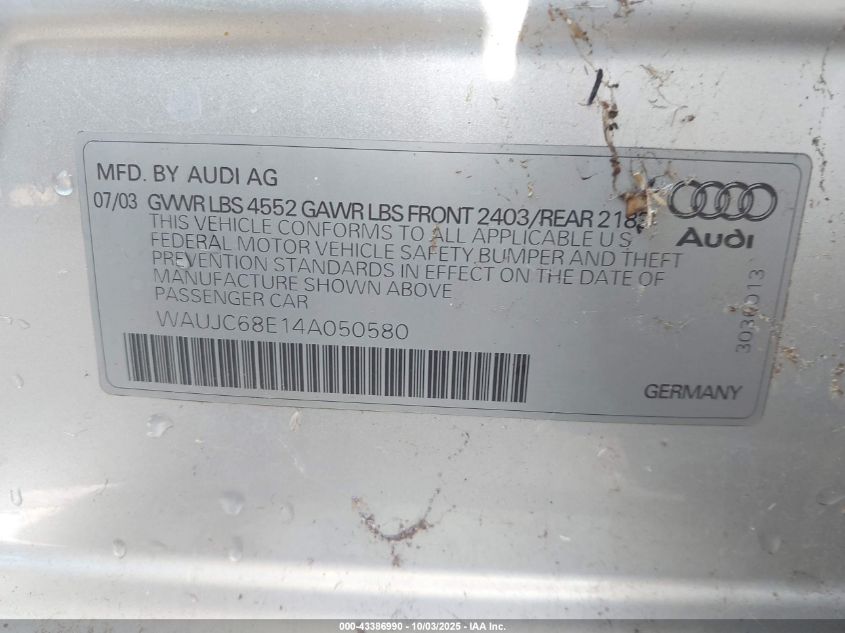 MFD. BY AUDI AG
07/03 GVWR LBS 4552 GAWR LBS FRONT 2403/REAR
THIS VEHICLE CONFORMS TO ALL APPLICABLE U S
FEDERAL MOTOR VEHICLE SAFETY, BUMPER AND THEFT
PREVENTION STANDARDS IN EFFECT ON THE DATE OF
MANUFACTURE SHOWN ABOVE
PASSENGER CAR
WAUJC68E14A050580
Audi
GERMANY
000-43386990 - 10/03/2025 - IAA Inc.